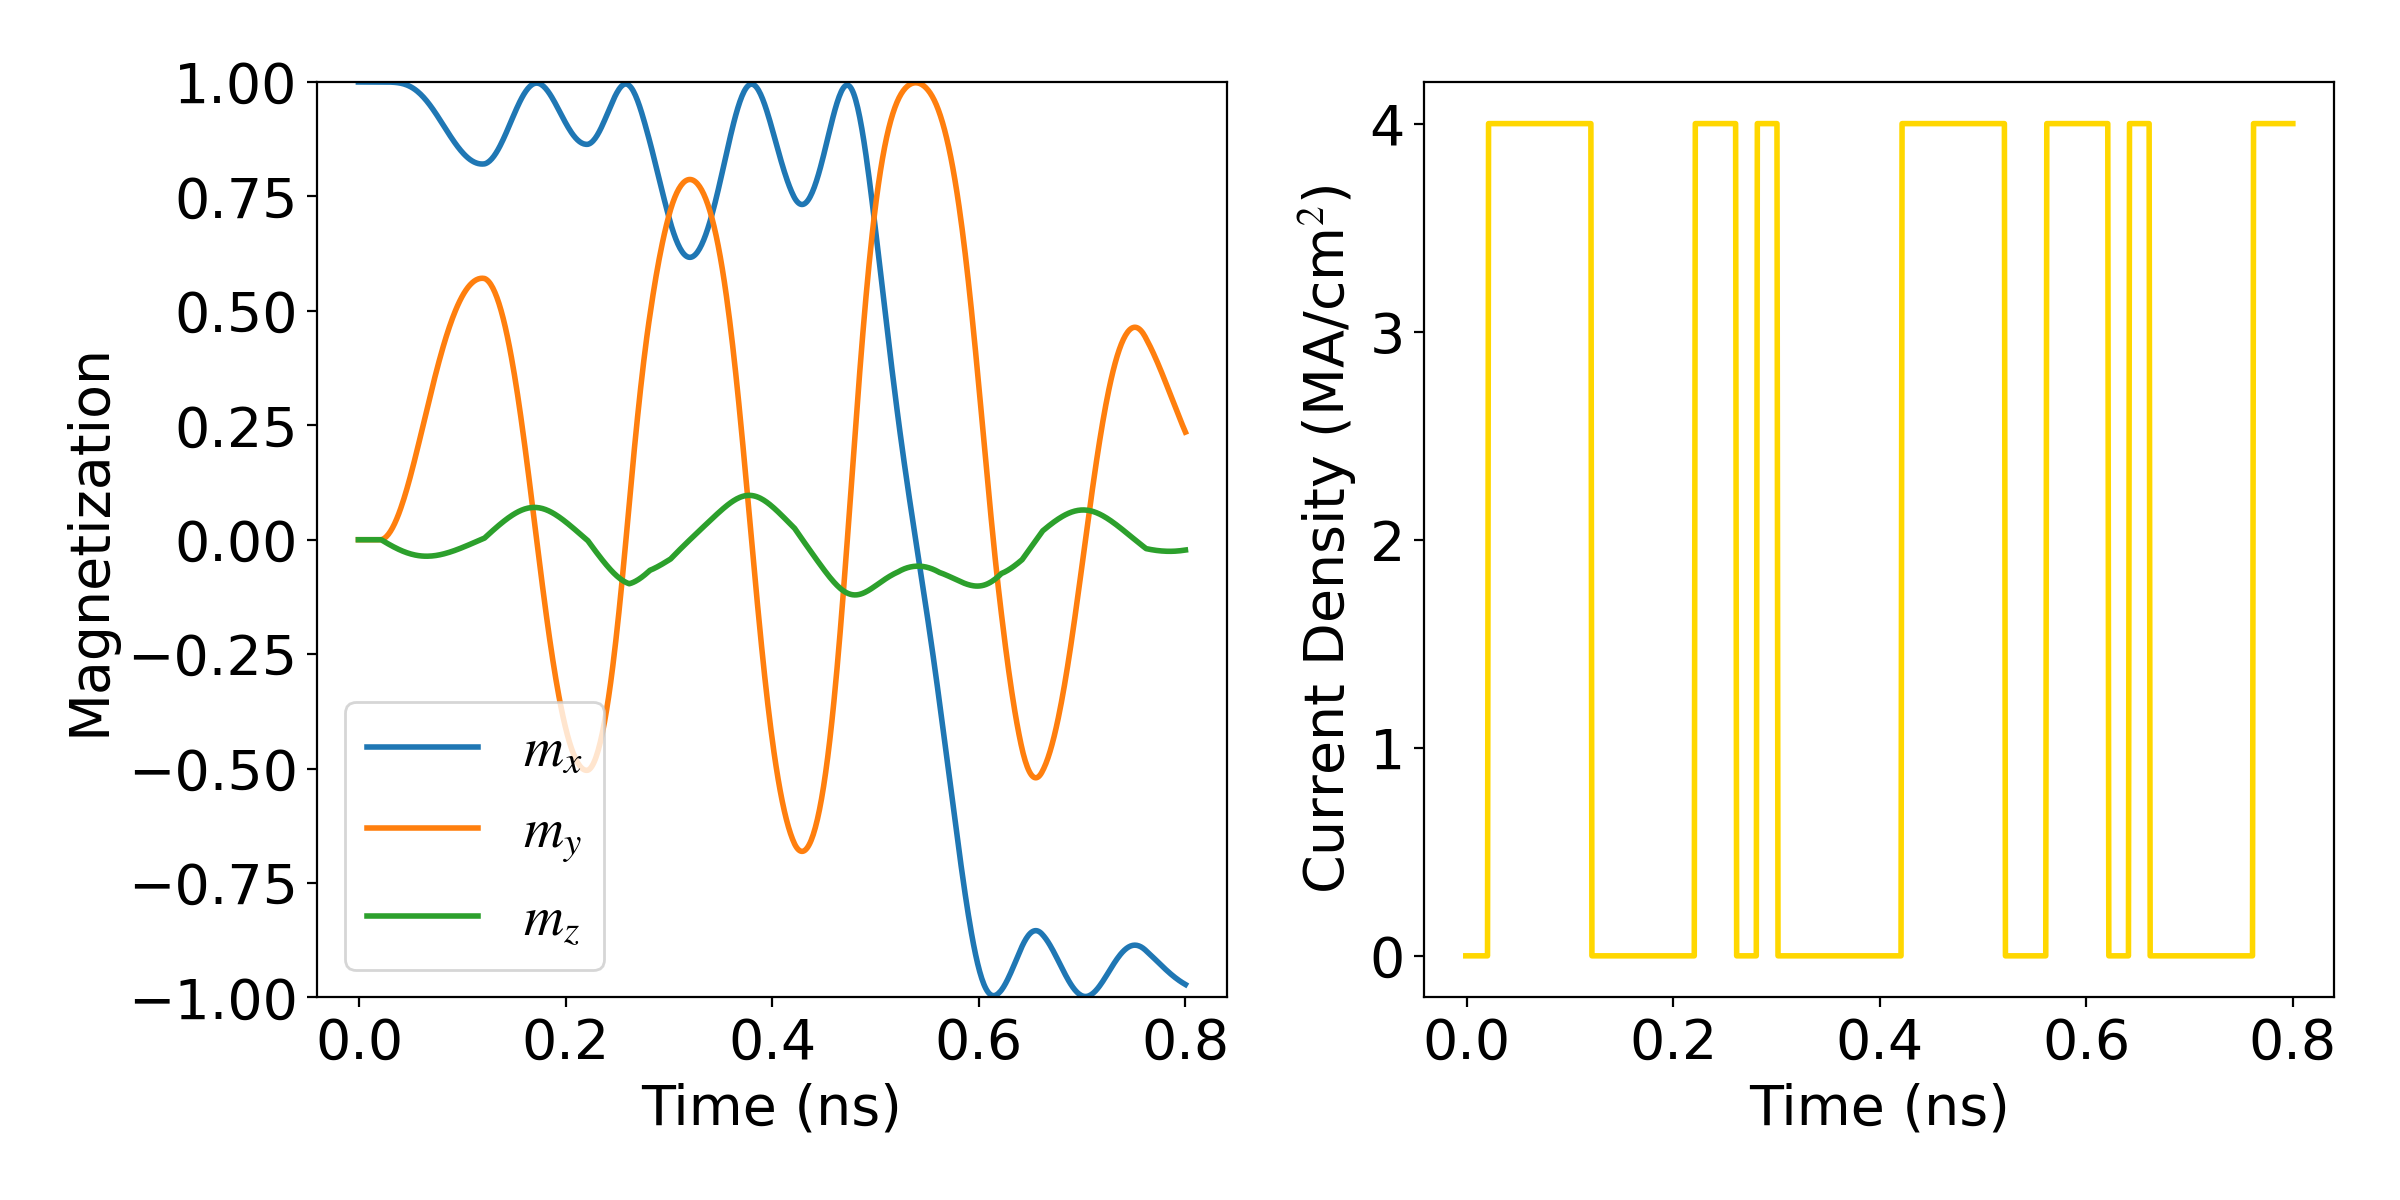 1.00
0.75
0.50
0.25
0.00
−0.25
−0.50
−0.75
−1.00
Magnetization
m_x
m_y
m_z
0.0 0.2 0.4 0.6 0.8
Time (ns)
4
3
2
1
0
Current Density (MA/cm²)
0.0 0.2 0.4 0.6 0.8
Time (ns)